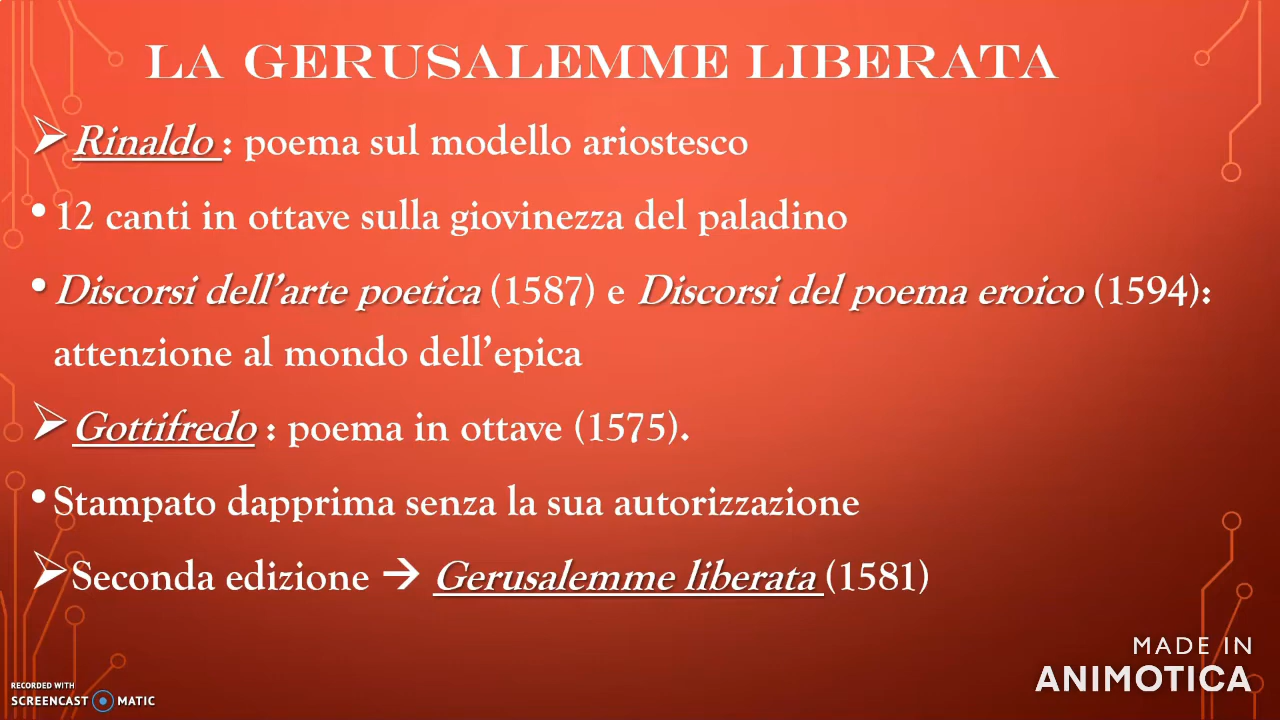 LA GERUSALEMME LIBERATA
➢Rinaldo : poema sul modello ariostesco
•12 canti in ottave sulla giovinezza del paladino
•Discorsi dell’arte poetica (1587) e Discorsi del poema eroico (1594):
attenzione al mondo dell’epica
➢Gottifredo : poema in ottave (1575).
•Stampato dapprima senza la sua autorizzazione
➢Seconda edizione → Gerusalemme liberata (1581)
MADE IN
ANIMOTICA
RECORDED WITH
SCREENCAST MATIC